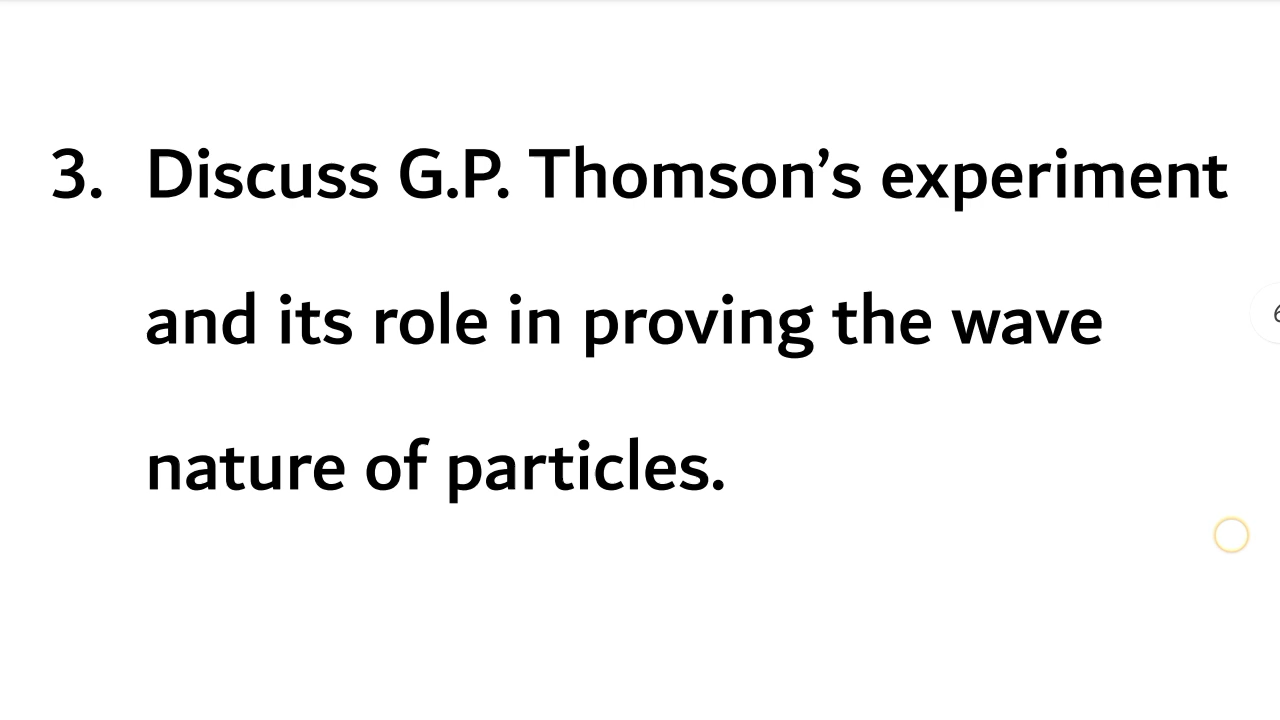 3. Discuss G.P. Thomson’s experiment
and its role in proving the wave
nature of particles.